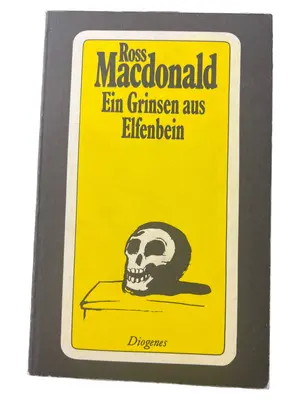 Ross
Macdonald
Ein Grinsen aus
Elfenbein
Diogenes